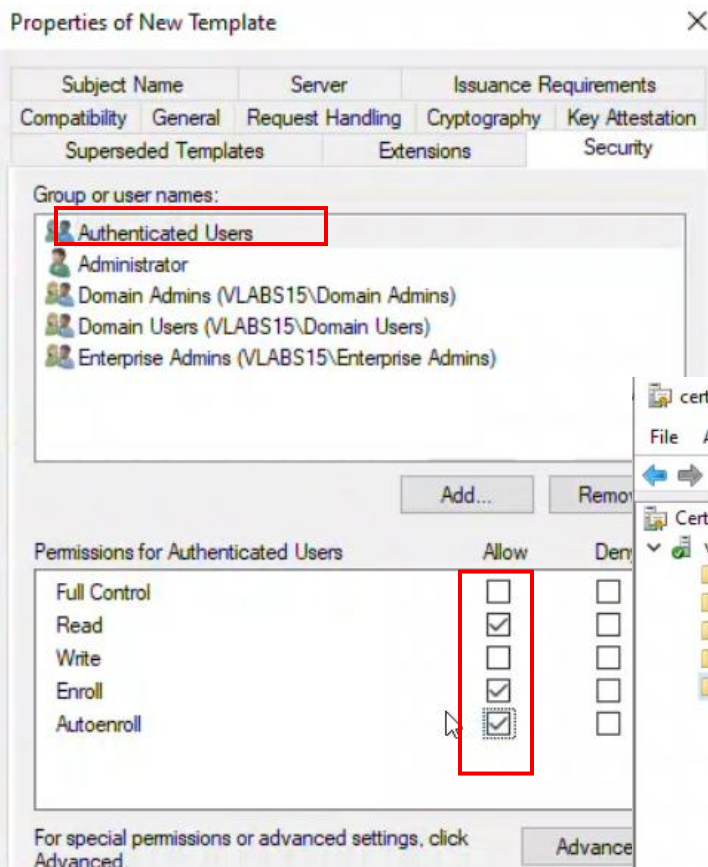 Properties of New Template
Subject Name Server Issuance Requirements
Compatibility General Request Handling Cryptography Key Attestation
Superseded Templates Extensions Security
Group or user names:
Authenticated Users
Administrator
Domain Admins (VLABS15\Domain Admins)
Domain Users (VLABS15\Domain Users)
Enterprise Admins (VLABS15\Enterprise Admins)
Add... Remo
Permissions for Authenticated Users Allow Den
Full Control
Read
Write
Enroll
Autoenroll
For special permissions or advanced settings, click
Advanced.
Advance
cert
File A
Cert